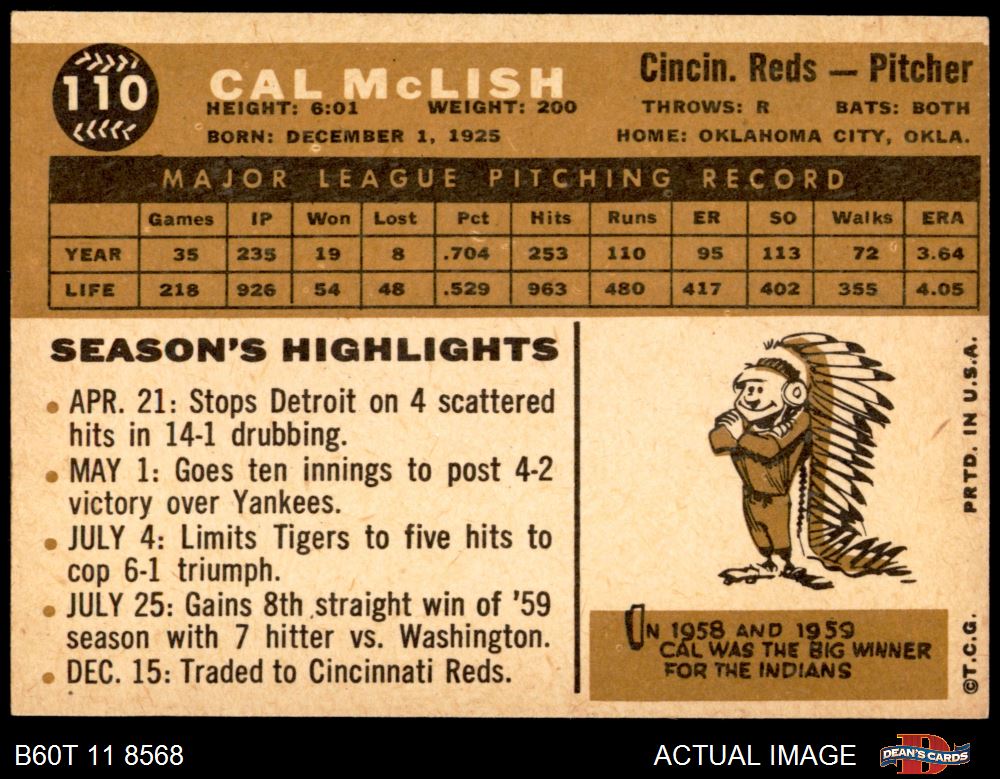 110
CAL McLISH
Cincin. Reds — Pitcher
HEIGHT: 6:01 WEIGHT: 200 THROWS: R BATS: BOTH
BORN: DECEMBER 1, 1925 HOME: OKLAHOMA CITY, OKLA.
MAJOR LEAGUE PITCHING RECORD
Games IP Won Lost Pct Hits Runs ER SO Walks ERA
YEAR 35 235 19 8 .704 253 110 95 113 72 3.64
LIFE 218 926 54 48 .529 963 480 417 402 355 4.05
SEASON'S HIGHLIGHTS
• APR. 21: Stops Detroit on 4 scattered
hits in 14-1 drubbing.
• MAY 1: Goes ten innings to post 4-2
victory over Yankees.
• JULY 4: Limits Tigers to five hits to
cop 6-1 triumph.
• JULY 25: Gains 8th straight win of '59
season with 7 hitter vs. Washington.
• DEC. 15: Traded to Cincinnati Reds.
IN 1958 AND 1959
CAL WAS THE BIG WINNER
FOR THE INDIANS
©T.C.G. PRTD. IN U.S.A.
B60T 11 8568
ACTUAL IMAGE
D
DEAN'S CARDS